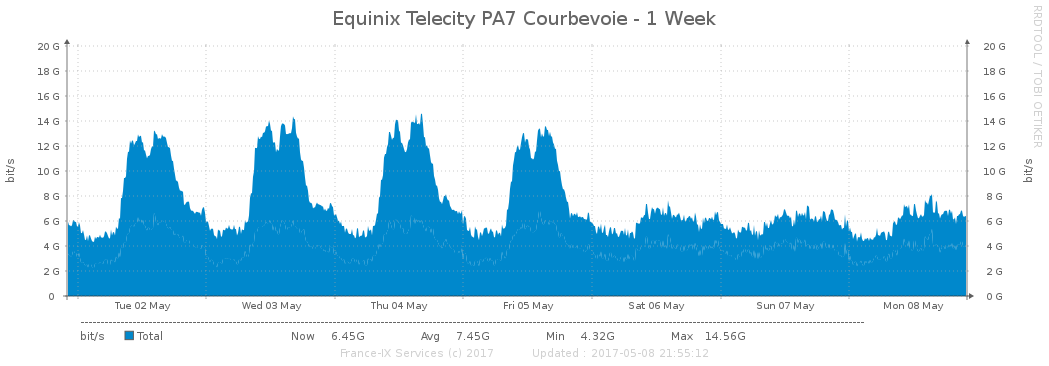 Equinix Telecity PA7 Courbevoie - 1 Week
RRDTOOL / TOBI OETIKER
bit/s
20 G 20 G
18 G 18 G
16 G 16 G
14 G 14 G
12 G 12 G
10 G 10 G
8 G 8 G
6 G 6 G
4 G 4 G
2 G 2 G
0 0 G
bit/s
Tue 02 May Wed 03 May Thu 04 May Fri 05 May Sat 06 May Sun 07 May Mon 08 May
bit/s Total Now 6.45G Avg 7.45G Min 4.32G Max 14.56G
France-IX Services (c) 2017 Updated : 2017-05-08 21:55:12